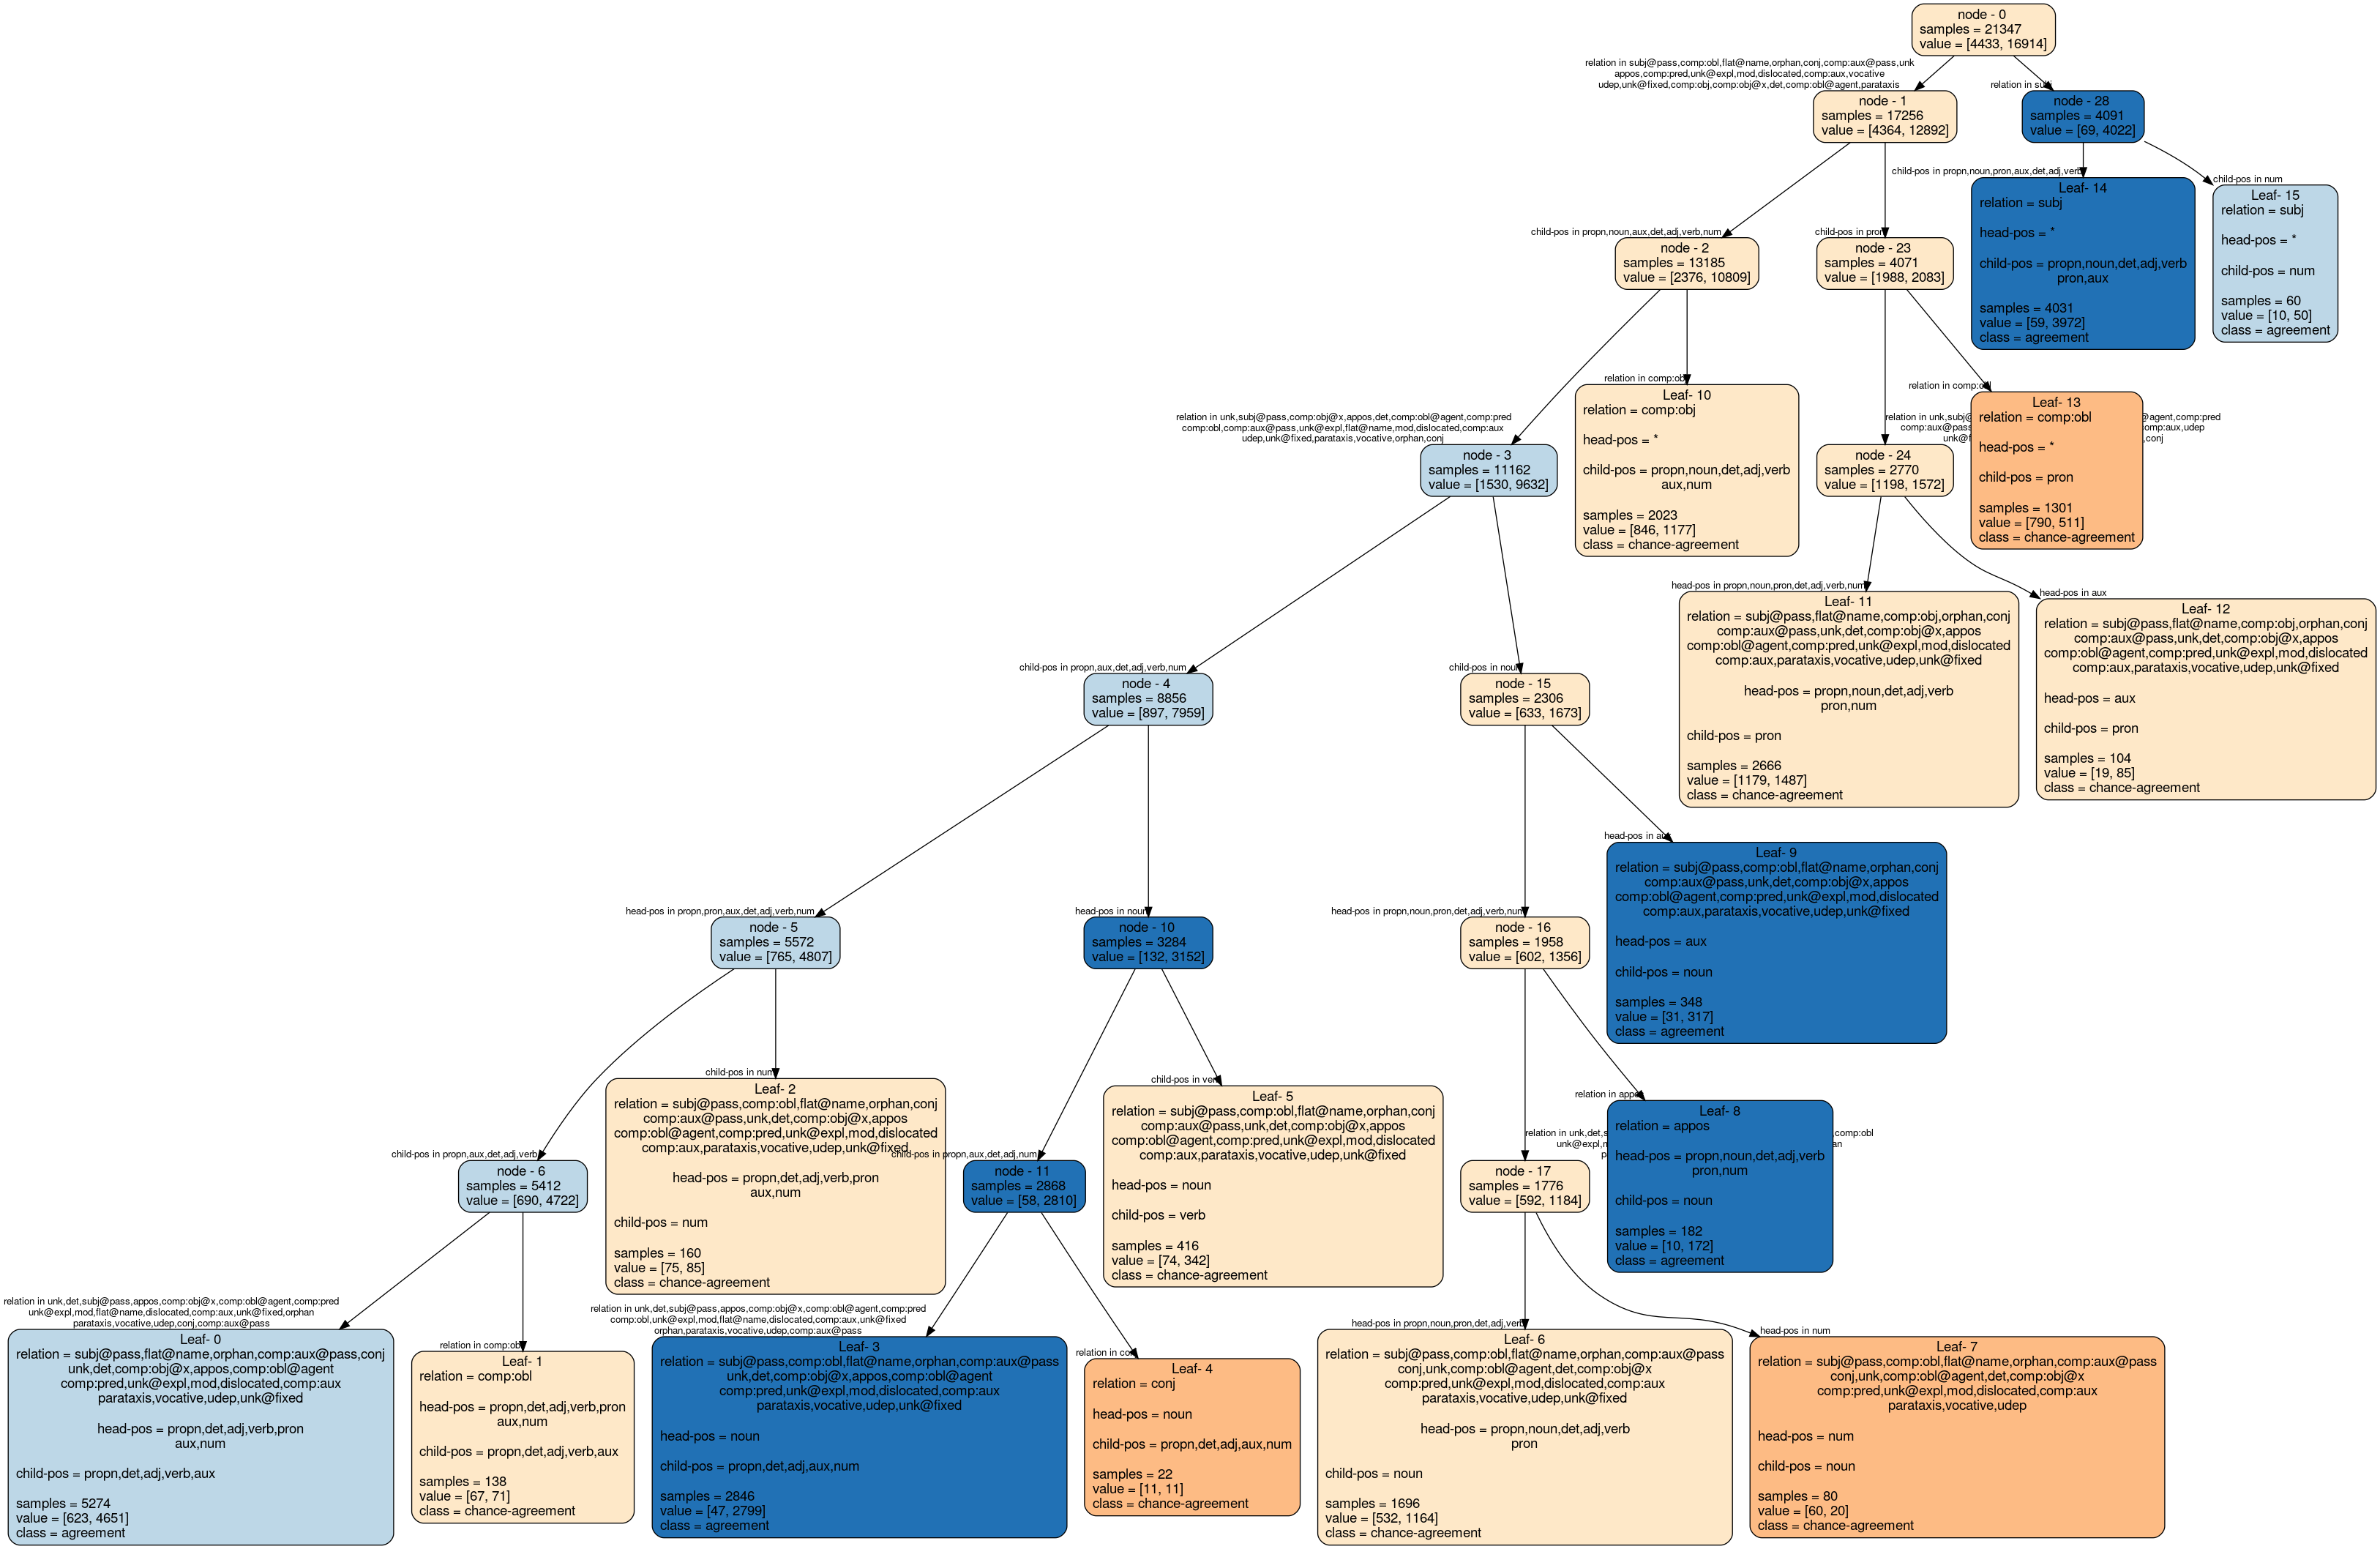 node - 0
samples = 21347
value = [4433, 16914]
relation in subj@pass,comp:obl,flat@name,orphan,conj,comp:aux@pass,unk
appos,comp:pred,unk@expl,mod,dislocated,comp:aux,vocative
udep,unk@fixed,comp:obj,comp:obj@x,det,comp:obl@agent,parataxis
relation in subj
node - 1
samples = 17256
value = [4364, 12892]
node - 28
samples = 4091
value = [69, 4022]
child-pos in propn,noun,pron,aux,det,adj,verb
child-pos in num
Leaf- 14
relation = subj
head-pos = *
child-pos = propn,noun,det,adj,verb
pron,aux
samples = 4031
value = [59, 3972]
class = agreement
Leaf- 15
relation = subj
head-pos = *
child-pos = num
samples = 60
value = [10, 50]
class = agreement
child-pos in propn,noun,aux,det,adj,verb,num
child-pos in pron
node - 2
samples = 13185
value = [2376, 10809]
node - 23
samples = 4071
value = [1988, 2083]
relation in comp:obj
Leaf- 10
relation = comp:obj
head-pos = *
child-pos = propn,noun,det,adj,verb
aux,num
samples = 2023
value = [846, 1177]
class = chance-agreement
relation in comp:obl
Leaf- 13
relation = comp:obl
head-pos = *
child-pos = pron
samples = 1301
value = [790, 511]
class = chance-agreement
relation in unk,subj@pass,comp:obj@x,appos,det,comp:obl@agent,comp:pred
comp:obl,comp:aux@pass,unk@expl,flat@name,mod,dislocated,comp:aux
udep,unk@fixed,parataxis,vocative,orphan,conj
node - 3
samples = 11162
value = [1530, 9632]
relation in unk,subj@
@agent,comp:pred
comp:aux@pass
comp:aux,udep
unk@f
,conj
node - 24
samples = 2770
value = [1198, 1572]
head-pos in propn,noun,pron,det,adj,verb,num
head-pos in aux
Leaf- 11
relation = subj@pass,flat@name,comp:obj,orphan,conj
comp:aux@pass,unk,det,comp:obj@x,appos
comp:obl@agent,comp:pred,unk@expl,mod,dislocated
comp:aux,parataxis,vocative,udep,unk@fixed
head-pos = propn,noun,det,adj,verb
pron,num
child-pos = pron
samples = 2666
value = [1179, 1487]
class = chance-agreement
Leaf- 12
relation = subj@pass,flat@name,comp:obj,orphan,conj
comp:aux@pass,unk,det,comp:obj@x,appos
comp:obl@agent,comp:pred,unk@expl,mod,dislocated
comp:aux,parataxis,vocative,udep,unk@fixed
head-pos = aux
child-pos = pron
samples = 104
value = [19, 85]
class = chance-agreement
child-pos in propn,aux,det,adj,verb,num
child-pos in noun
node - 4
samples = 8856
value = [897, 7959]
node - 15
samples = 2306
value = [633, 1673]
head-pos in aux
Leaf- 9
relation = subj@pass,comp:obl,flat@name,orphan,conj
comp:aux@pass,unk,det,comp:obj@x,appos
comp:obl@agent,comp:pred,unk@expl,mod,dislocated
comp:aux,parataxis,vocative,udep,unk@fixed
head-pos = aux
child-pos = noun
samples = 348
value = [31, 317]
class = agreement
head-pos in propn,pron,aux,det,adj,verb,num
head-pos in noun
head-pos in propn,noun,pron,det,adj,verb,num
node - 5
samples = 5572
value = [765, 4807]
node - 10
samples = 3284
value = [132, 3152]
node - 16
samples = 1958
value = [602, 1356]
child-pos in num
Leaf- 2
relation = subj@pass,comp:obl,flat@name,orphan,conj
comp:aux@pass,unk,det,comp:obj@x,appos
comp:obl@agent,comp:pred,unk@expl,mod,dislocated
comp:aux,parataxis,vocative,udep,unk@fixed
head-pos = propn,det,adj,verb,pron
aux,num
child-pos = num
samples = 160
value = [75, 85]
class = chance-agreement
child-pos in verb
Leaf- 5
relation = subj@pass,comp:obl,flat@name,orphan,conj
comp:aux@pass,unk,det,comp:obj@x,appos
comp:obl@agent,comp:pred,unk@expl,mod,dislocated
comp:aux,parataxis,vocative,udep,unk@fixed
head-pos = noun
child-pos = verb
samples = 416
value = [74, 342]
class = chance-agreement
relation in appos
Leaf- 8
relation = appos
head-pos = propn,noun,det,adj,verb
pron,num
child-pos = noun
samples = 182
value = [10, 172]
class = agreement
child-pos in propn,aux,det,adj,verb
child-pos in propn,aux,det,adj,num
relation in unk,det,s
comp:obl
unk@expl,m
an
node - 6
samples = 5412
value = [690, 4722]
node - 11
samples = 2868
value = [58, 2810]
node - 17
samples = 1776
value = [592, 1184]
relation in unk,det,subj@pass,appos,comp:obj@x,comp:obl@agent,comp:pred
unk@expl,mod,flat@name,dislocated,comp:aux,unk@fixed,orphan
parataxis,vocative,udep,conj,comp:aux@pass
Leaf- 0
relation = subj@pass,flat@name,orphan,comp:aux@pass,conj
unk,det,comp:obj@x,appos,comp:obl@agent
comp:pred,unk@expl,mod,dislocated,comp:aux
parataxis,vocative,udep,unk@fixed
head-pos = propn,det,adj,verb,pron
aux,num
child-pos = propn,det,adj,verb,aux
samples = 5274
value = [623, 4651]
class = agreement
relation in comp:obl
Leaf- 1
relation = comp:obl
head-pos = propn,det,adj,verb,pron
aux,num
child-pos = propn,det,adj,verb,aux
samples = 138
value = [67, 71]
class = chance-agreement
relation in unk,det,subj@pass,appos,comp:obj@x,comp:obl@agent,comp:pred
comp:obl,unk@expl,mod,flat@name,dislocated,comp:aux,unk@fixed
orphan,parataxis,vocative,udep,comp:aux@pass
Leaf- 3
relation = subj@pass,comp:obl,flat@name,orphan,comp:aux@pass
unk,det,comp:obj@x,appos,comp:obl@agent
comp:pred,unk@expl,mod,dislocated,comp:aux
parataxis,vocative,udep,unk@fixed
head-pos = noun
child-pos = propn,det,adj,aux,num
samples = 2846
value = [47, 2799]
class = agreement
relation in conj
Leaf- 4
relation = conj
head-pos = noun
child-pos = propn,det,adj,aux,num
samples = 22
value = [11, 11]
class = chance-agreement
head-pos in propn,noun,pron,det,adj,verb
Leaf- 6
relation = subj@pass,comp:obl,flat@name,orphan,comp:aux@pass
conj,unk,comp:obl@agent,det,comp:obj@x
comp:pred,unk@expl,mod,dislocated,comp:aux
parataxis,vocative,udep,unk@fixed
head-pos = propn,noun,det,adj,verb
pron
child-pos = noun
samples = 1696
value = [532, 1164]
class = chance-agreement
head-pos in num
Leaf- 7
relation = subj@pass,comp:obl,flat@name,orphan,comp:aux@pass
conj,unk,comp:obl@agent,det,comp:obj@x
comp:pred,unk@expl,mod,dislocated,comp:aux
parataxis,vocative,udep
head-pos = num
child-pos = noun
samples = 80
value = [60, 20]
class = chance-agreement